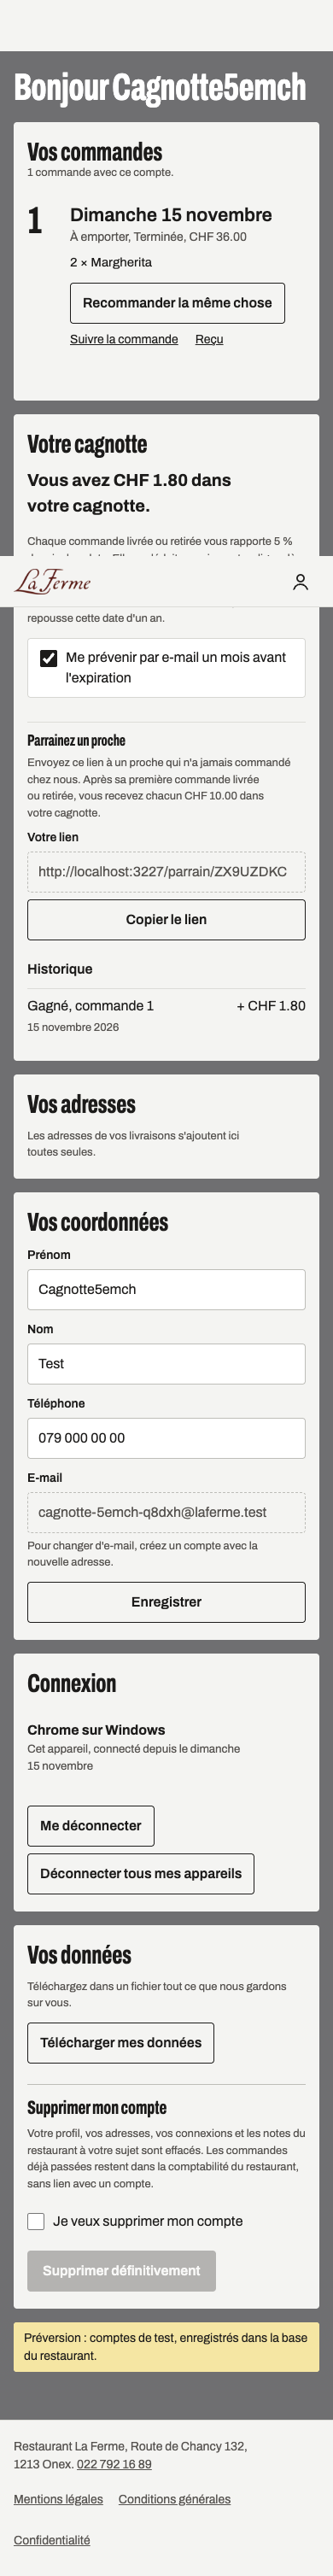 Bonjour Cagnotte5emch
Vos commandes
1 commande avec ce compte.
1
Dimanche 15 novembre
À emporter, Terminée, CHF 36.00
2 × Margherita
Recommander la même chose
Suivre la commande Reçu
Votre cagnotte
Vous avez CHF 1.80 dans
votre cagnotte.
Chaque commande livrée ou retirée vous rapporte 5 %
La Ferme
repousse cette date d'un an.
Me prévenir par e-mail un mois avant
l'expiration
Parrainez un proche
Envoyez ce lien à un proche qui n'a jamais commandé
chez nous. Après sa première commande livrée
ou retirée, vous recevez chacun CHF 10.00 dans
votre cagnotte.
Votre lien
http://localhost:3227/parrain/ZX9UZDKC
Copier le lien
Historique
Gagné, commande 1 + CHF 1.80
15 novembre 2026
Vos adresses
Les adresses de vos livraisons s'ajoutent ici
toutes seules.
Vos coordonnées
Prénom
Cagnotte5emch
Nom
Test
Téléphone
079 000 00 00
E-mail
cagnotte-5emch-q8dxh@laferme.test
Pour changer d'e-mail, créez un compte avec la
nouvelle adresse.
Enregistrer
Connexion
Chrome sur Windows
Cet appareil, connecté depuis le dimanche
15 novembre
Me déconnecter
Déconnecter tous mes appareils
Vos données
Téléchargez dans un fichier tout ce que nous gardons
sur vous.
Télécharger mes données
Supprimer mon compte
Votre profil, vos adresses, vos connexions et les notes du
restaurant à votre sujet sont effacés. Les commandes
déjà passées restent dans la comptabilité du restaurant,
sans lien avec un compte.
Je veux supprimer mon compte
Supprimer définitivement
Préversion : comptes de test, enregistrés dans la base
du restaurant.
Restaurant La Ferme, Route de Chancy 132,
1213 Onex. 022 792 16 89
Mentions légales Conditions générales
Confidentialité